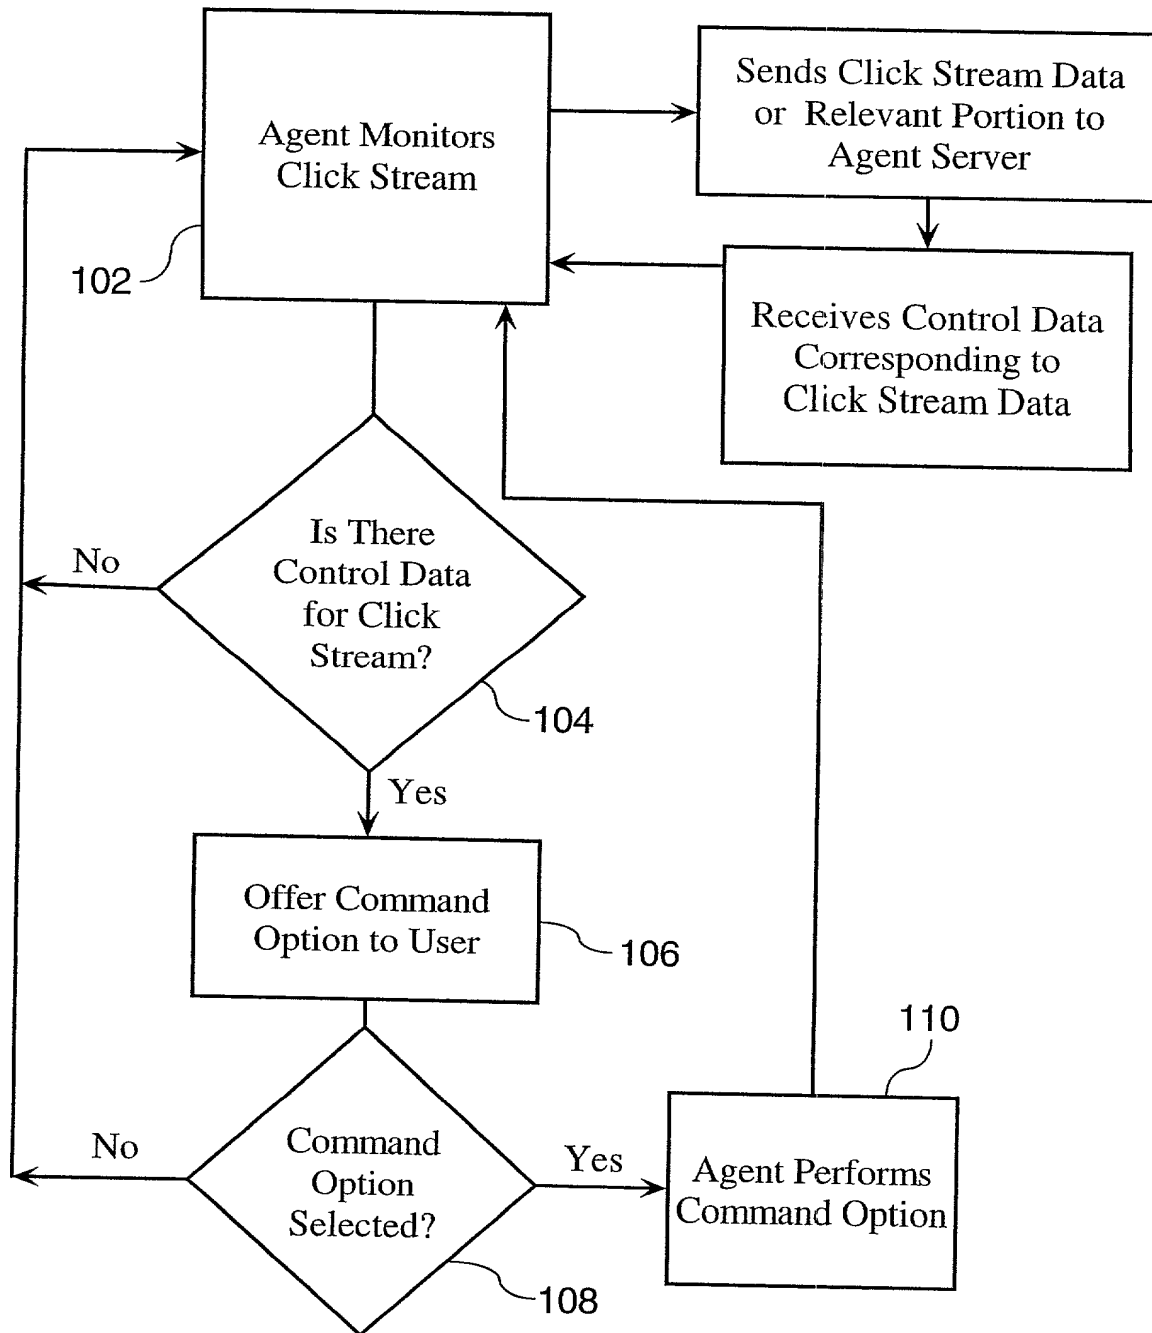 Agent Monitors
Click Stream
102
Sends Click Stream Data
or Relevant Portion to
Agent Server
Receives Control Data
Corresponding to
Click Stream Data
Is There
Control Data
for Click
Stream?
No
104
Yes
Offer Command
Option to User
106
Command
Option
Selected?
No
Yes
108
110
Agent Performs
Command Option